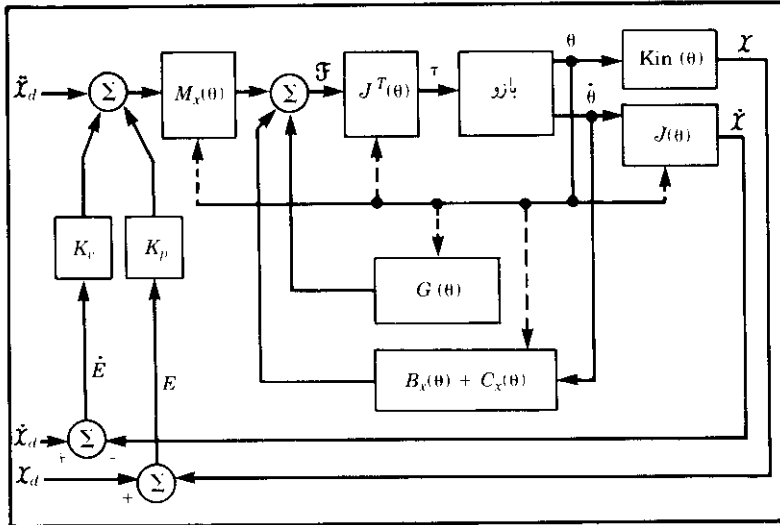 θ Kin (θ) 𝒳
Ẍ_d Σ M_x(θ) Σ ℱ J^T(θ) τ بازو θ̇ J(θ) 𝒳̇
K_v K_p
G (θ)
Ė E B_x(θ) + C_x(θ)
𝒳̇_d Σ
+ -
𝒳_d Σ
+